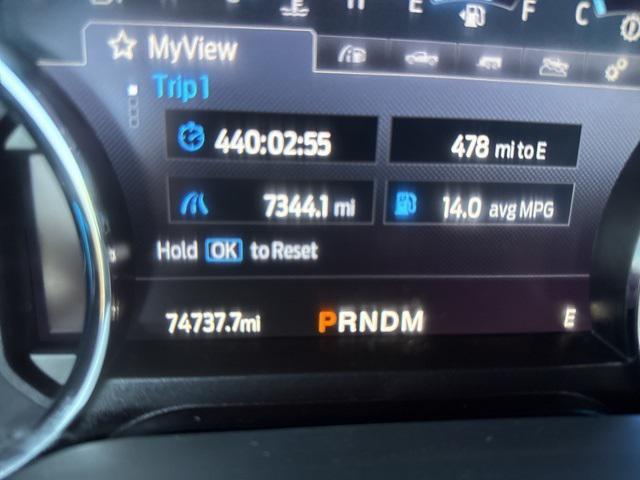 H E F C
MyView
Trip 1
440:02:55 478 mi to E
7344.1 mi 14.0 avg MPG
Hold OK to Reset
74737.7mi PRNDM E